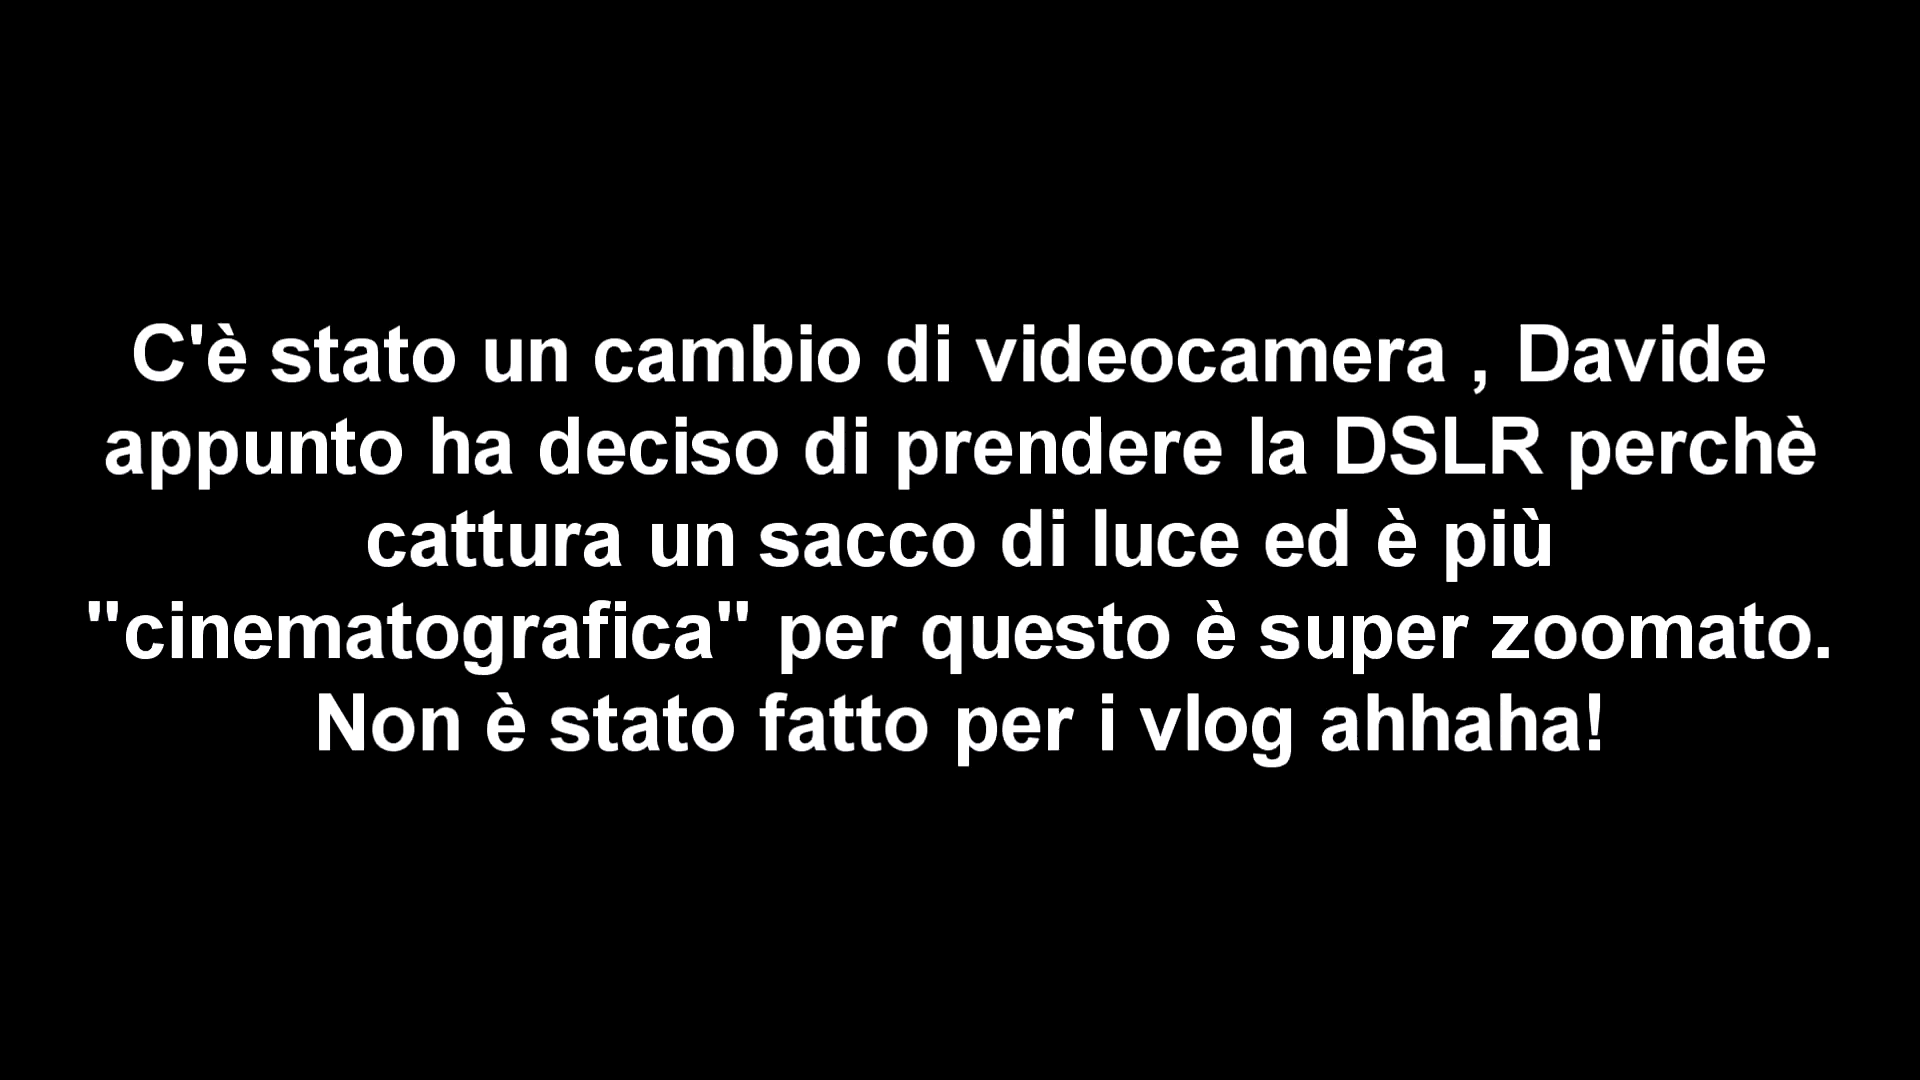 C'è stato un cambio di videocamera , Davide
appunto ha deciso di prendere la DSLR perchè
cattura un sacco di luce ed è più
"cinematografica" per questo è super zoomato.
Non è stato fatto per i vlog ahhaha!